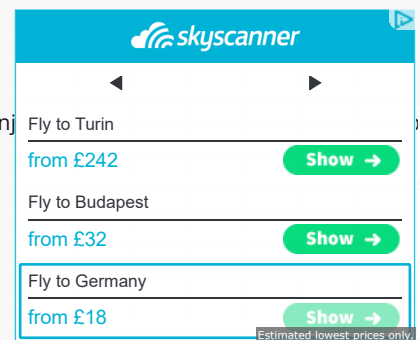 skyscanner
nj
Fly to Turin
from £242
Show
Fly to Budapest
from £32
Show
Fly to Germany
from £18
Show
Estimated lowest prices only.